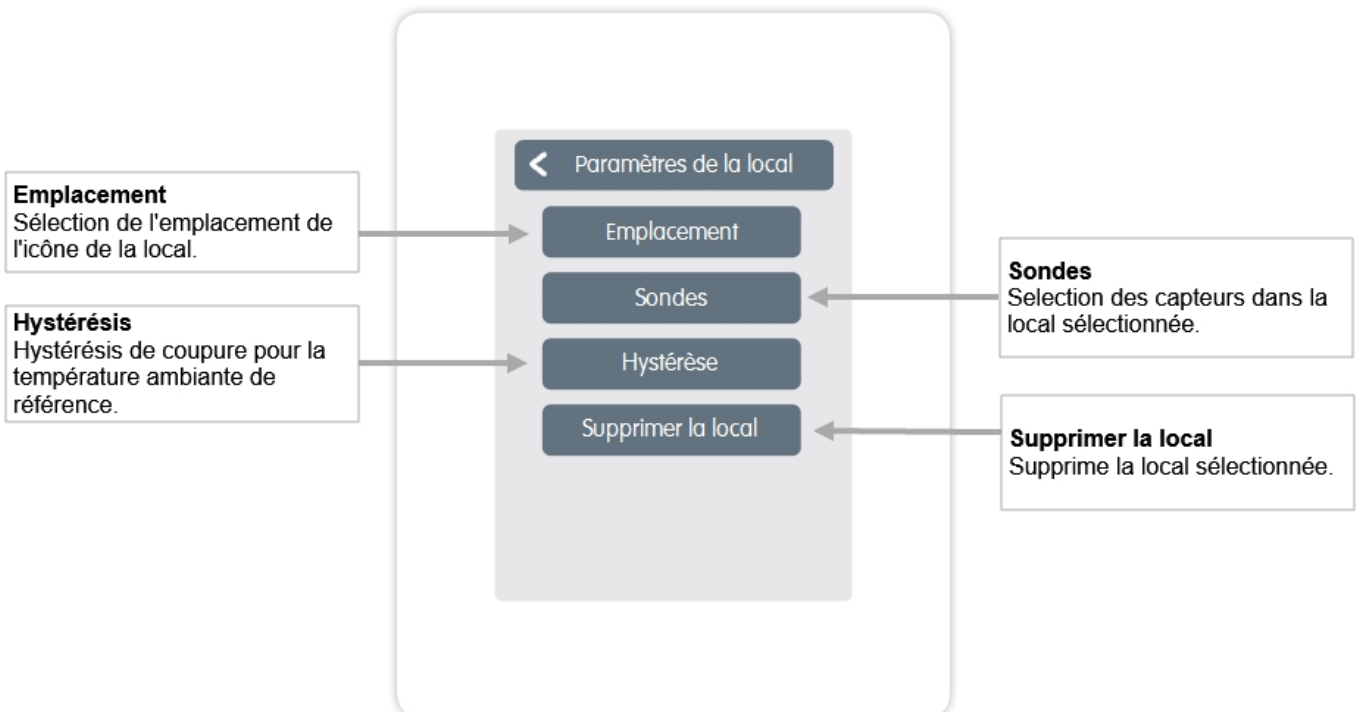 Paramètres de la local
Emplacement
Sélection de l'emplacement de
l'icône de la local.
Emplacement
Sondes
Sondes
Selection des capteurs dans la
local sélectionnée.
Hystérésis
Hystérésis de coupure pour la
température ambiante de
référence.
Hystérèse
Supprimer la local
Supprimer la local
Supprime la local sélectionnée.